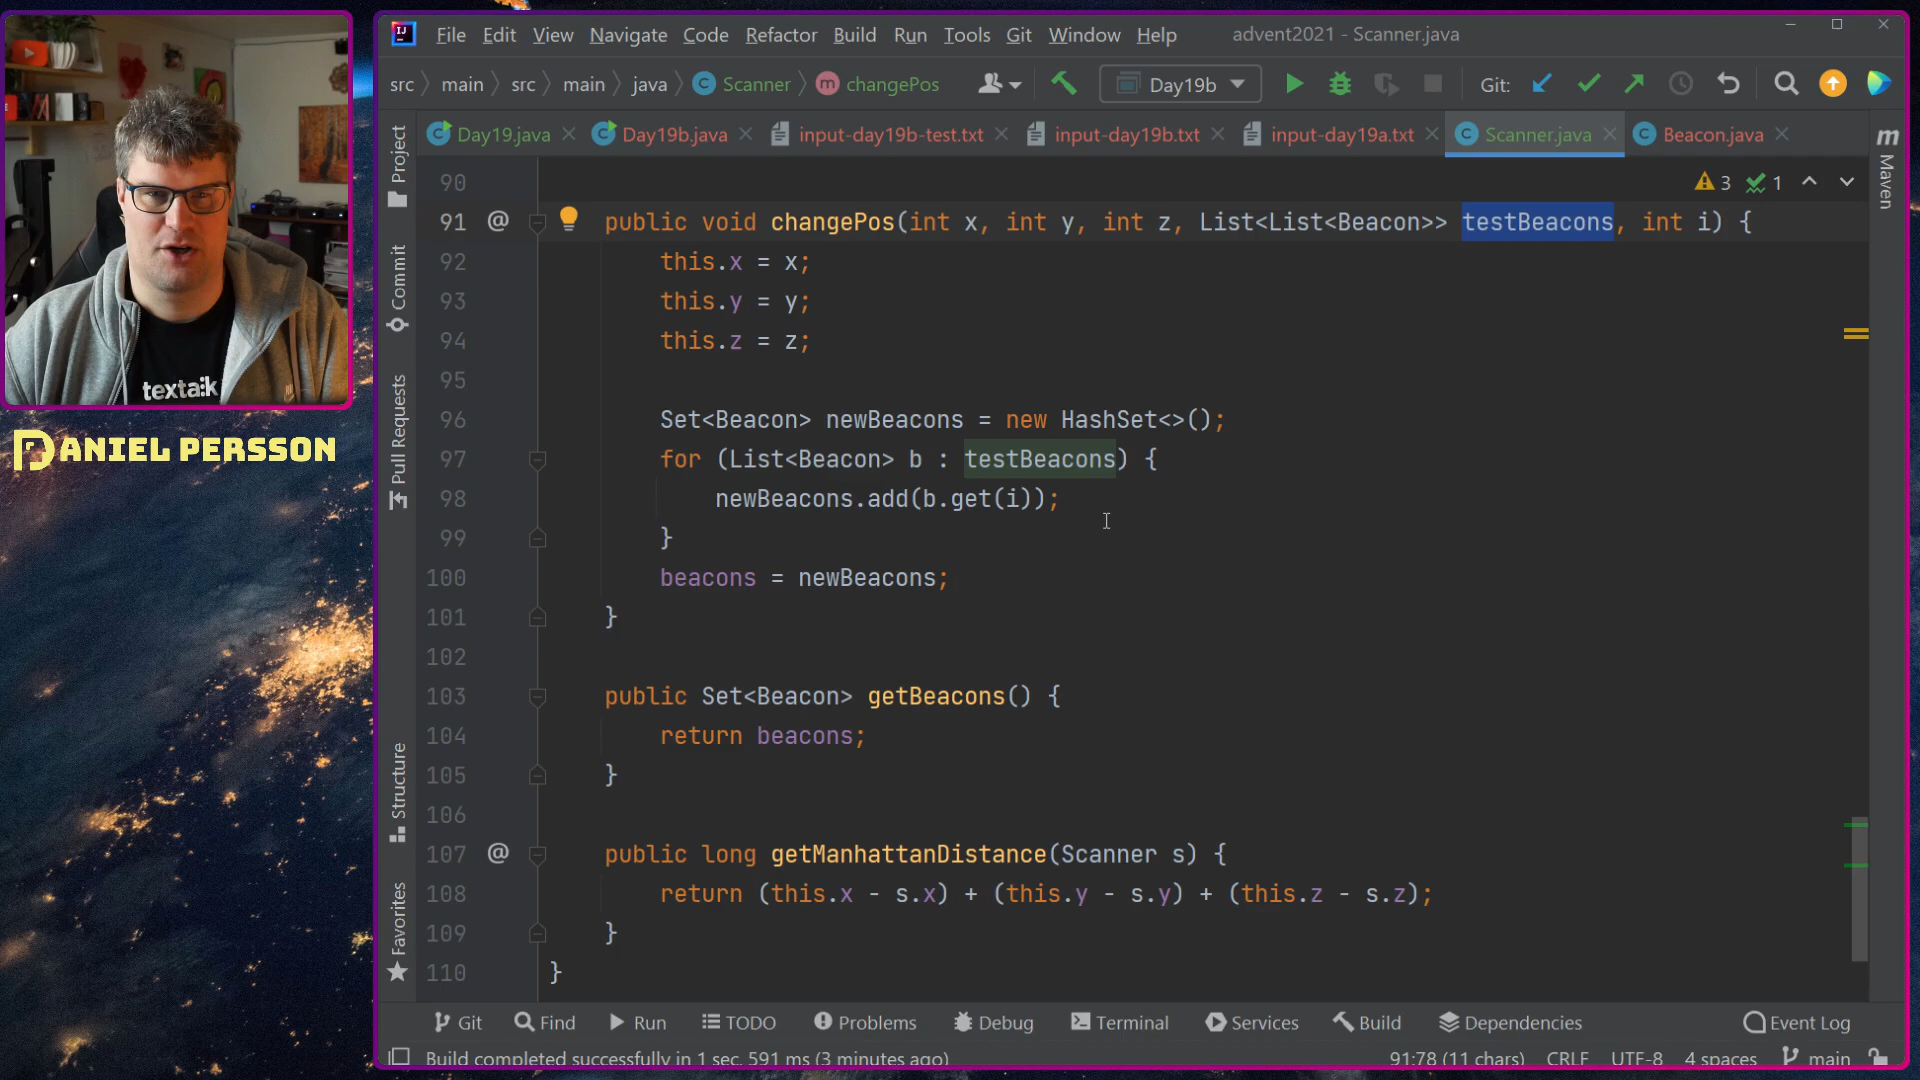 File Edit View Navigate Code Refactor Build Run Tools Git Window Help advent2021 - Scanner.java
src main src main java Scanner changePos Day19b Git:
Day19.java Day19b.java input-day19b-test.txt input-day19b.txt input-day19a.txt Scanner.java Beacon.java
Project
Commit
Pull Requests
Structure
Favorites
Maven
3 1
90
91 @ public void changePos(int x, int y, int z, List<List<Beacon>> testBeacons, int i) {
92 this.x = x;
93 this.y = y;
94 this.z = z;
95
96 Set<Beacon> newBeacons = new HashSet<>();
97 for (List<Beacon> b : testBeacons) {
98 newBeacons.add(b.get(i));
99 }
100 beacons = newBeacons;
101 }
102
103 public Set<Beacon> getBeacons() {
104 return beacons;
105 }
106
107 @ public long getManhattanDistance(Scanner s) {
108 return (this.x - s.x) + (this.y - s.y) + (this.z - s.z);
109 }
110 }
Git Find Run TODO Problems Debug Terminal Services Build Dependencies Event Log
Build completed successfully in 1 sec, 591 ms (3 minutes ago) 91:78 (11 chars) CRLF UTF-8 4 spaces main
textalk
DANIEL PERSSON